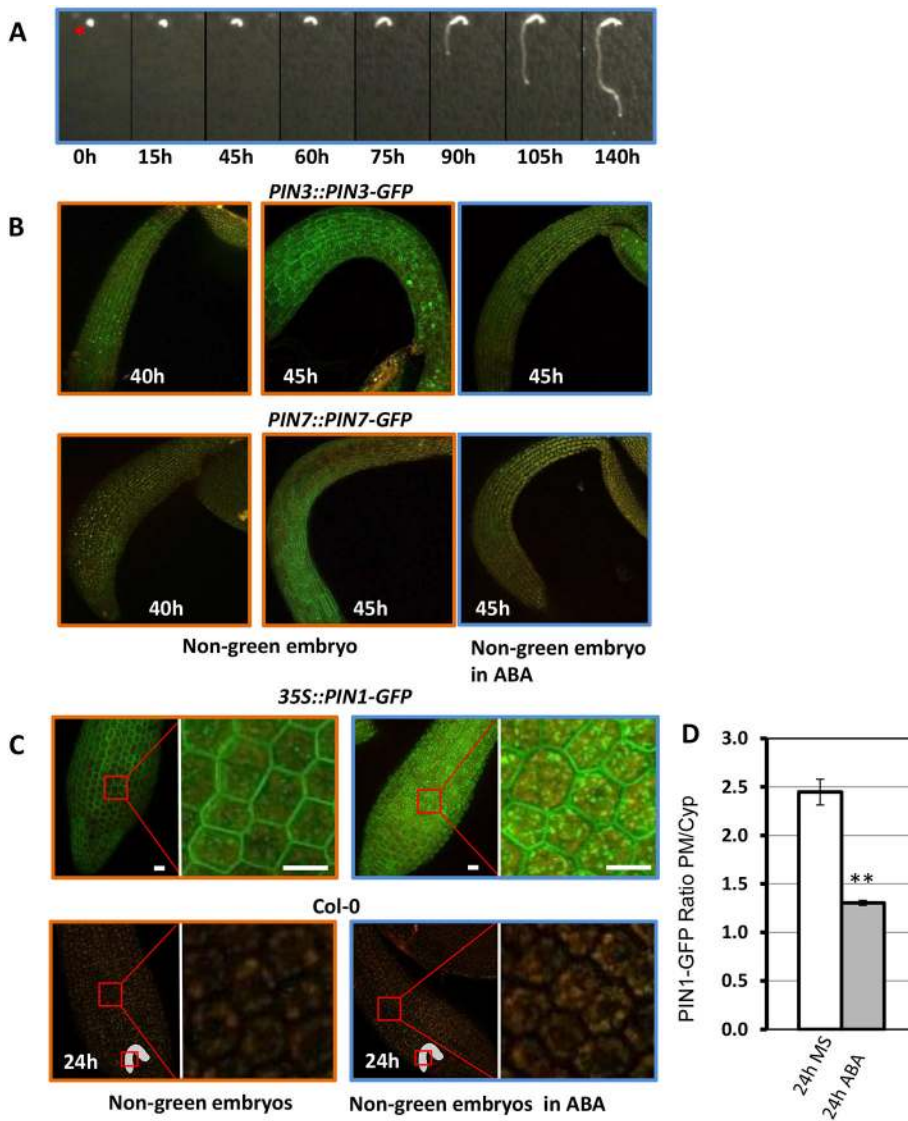 A
*
0h 15h 45h 60h 75h 90h 105h 140h
PIN3::PIN3-GFP
B
40h 45h 45h
PIN7::PIN7-GFP
40h 45h 45h
Non-green embryo
Non-green embryo
in ABA
35S::PIN1-GFP
C
Col-0
24h 24h
Non-green embryos
Non-green embryos in ABA
D
PIN1-GFP Ratio PM/Cyp
3.0
2.5
2.0
1.5
1.0
0.5
0.0
**
24h MS
24h ABA